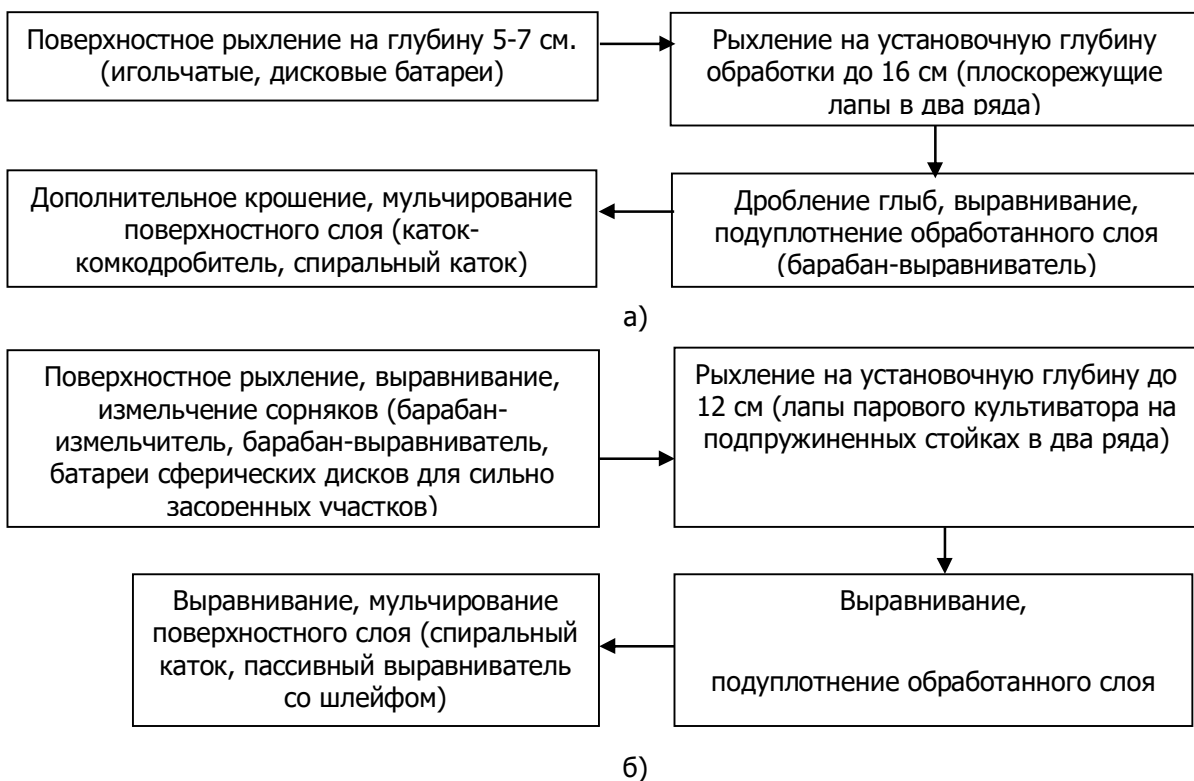 Поверхностное рыхление на глубину 5-7 см.
(игольчатые, дисковые батареи)
Рыхление на установочную глубину
обработки до 16 см (плоскорежущие
лапы в два ряда)
Дробление глыб, выравнивание,
подуплотнение обработанного слоя
(барабан-выравниватель)
Дополнительное крошение, мульчирование
поверхностного слоя (каток-
комкодробитель, спиральный каток)
а)
Поверхностное рыхление, выравнивание,
измельчение сорняков (барабан-
измельчитель, барабан-выравниватель,
батареи сферических дисков для сильно
засоренных участков)
Рыхление на установочную глубину до
12 см (лапы парового культиватора на
подпружиненных стойках в два ряда)
Выравнивание,
подуплотнение обработанного слоя
Выравнивание, мульчирование
поверхностного слоя (спиральный
каток, пассивный выравниватель
со шлейфом)
б)